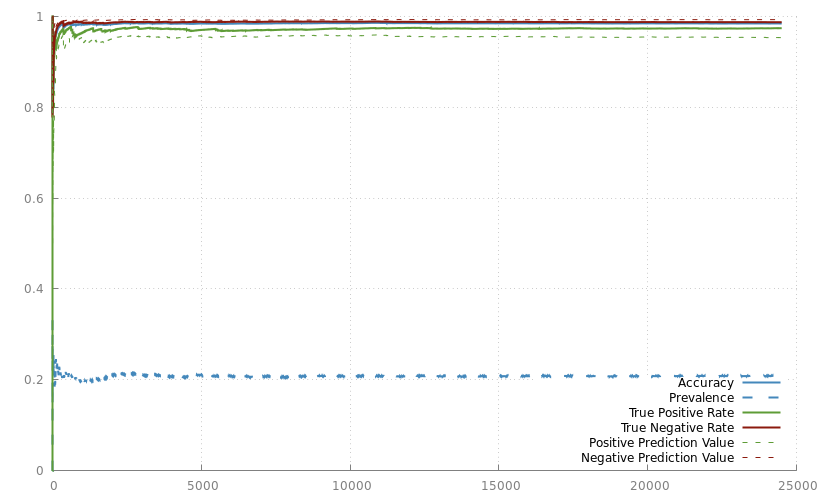 1
0.8
0.6
0.4
0.2
0
Accuracy
Prevalence
True Positive Rate
True Negative Rate
Positive Prediction Value
Negative Prediction Value
0 5000 10000 15000 20000 25000